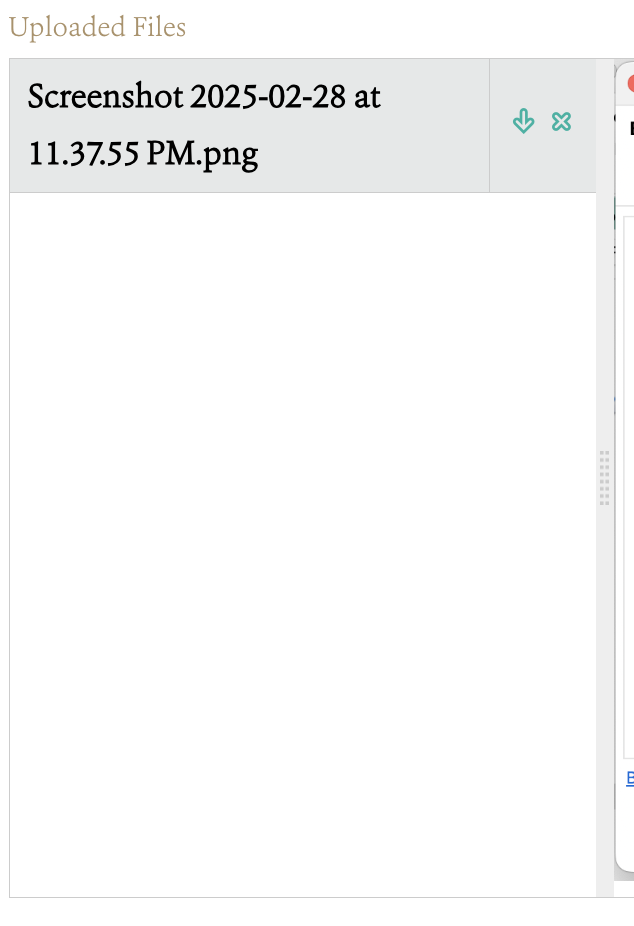 Uploaded Files
Screenshot 2025-02-28 at
11.37.55 PM.png